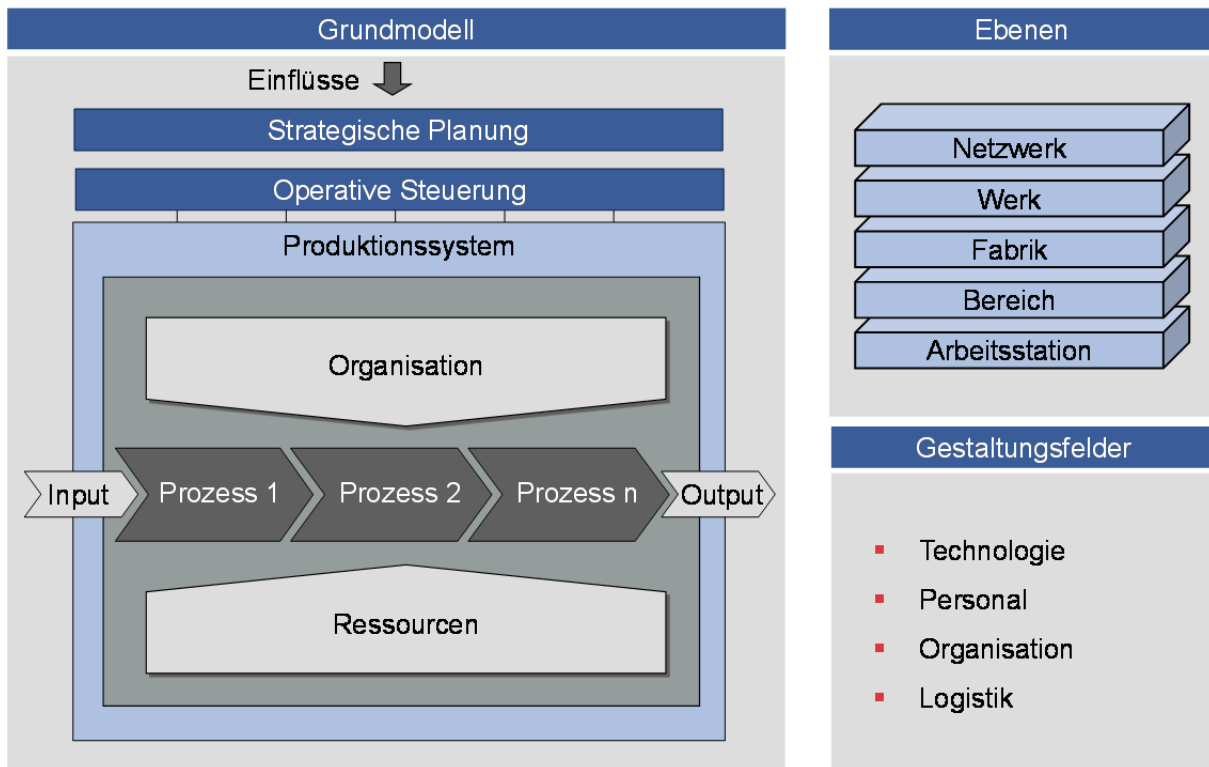 Grundmodell
Einflüsse
Strategische Planung
Operative Steuerung
Produktionssystem
Organisation
Input
Prozess 1
Prozess 2
Prozess n
Output
Ressourcen
Ebenen
Netzwerk
Werk
Fabrik
Bereich
Arbeitsstation
Gestaltungsfelder
Technologie
Personal
Organisation
Logistik